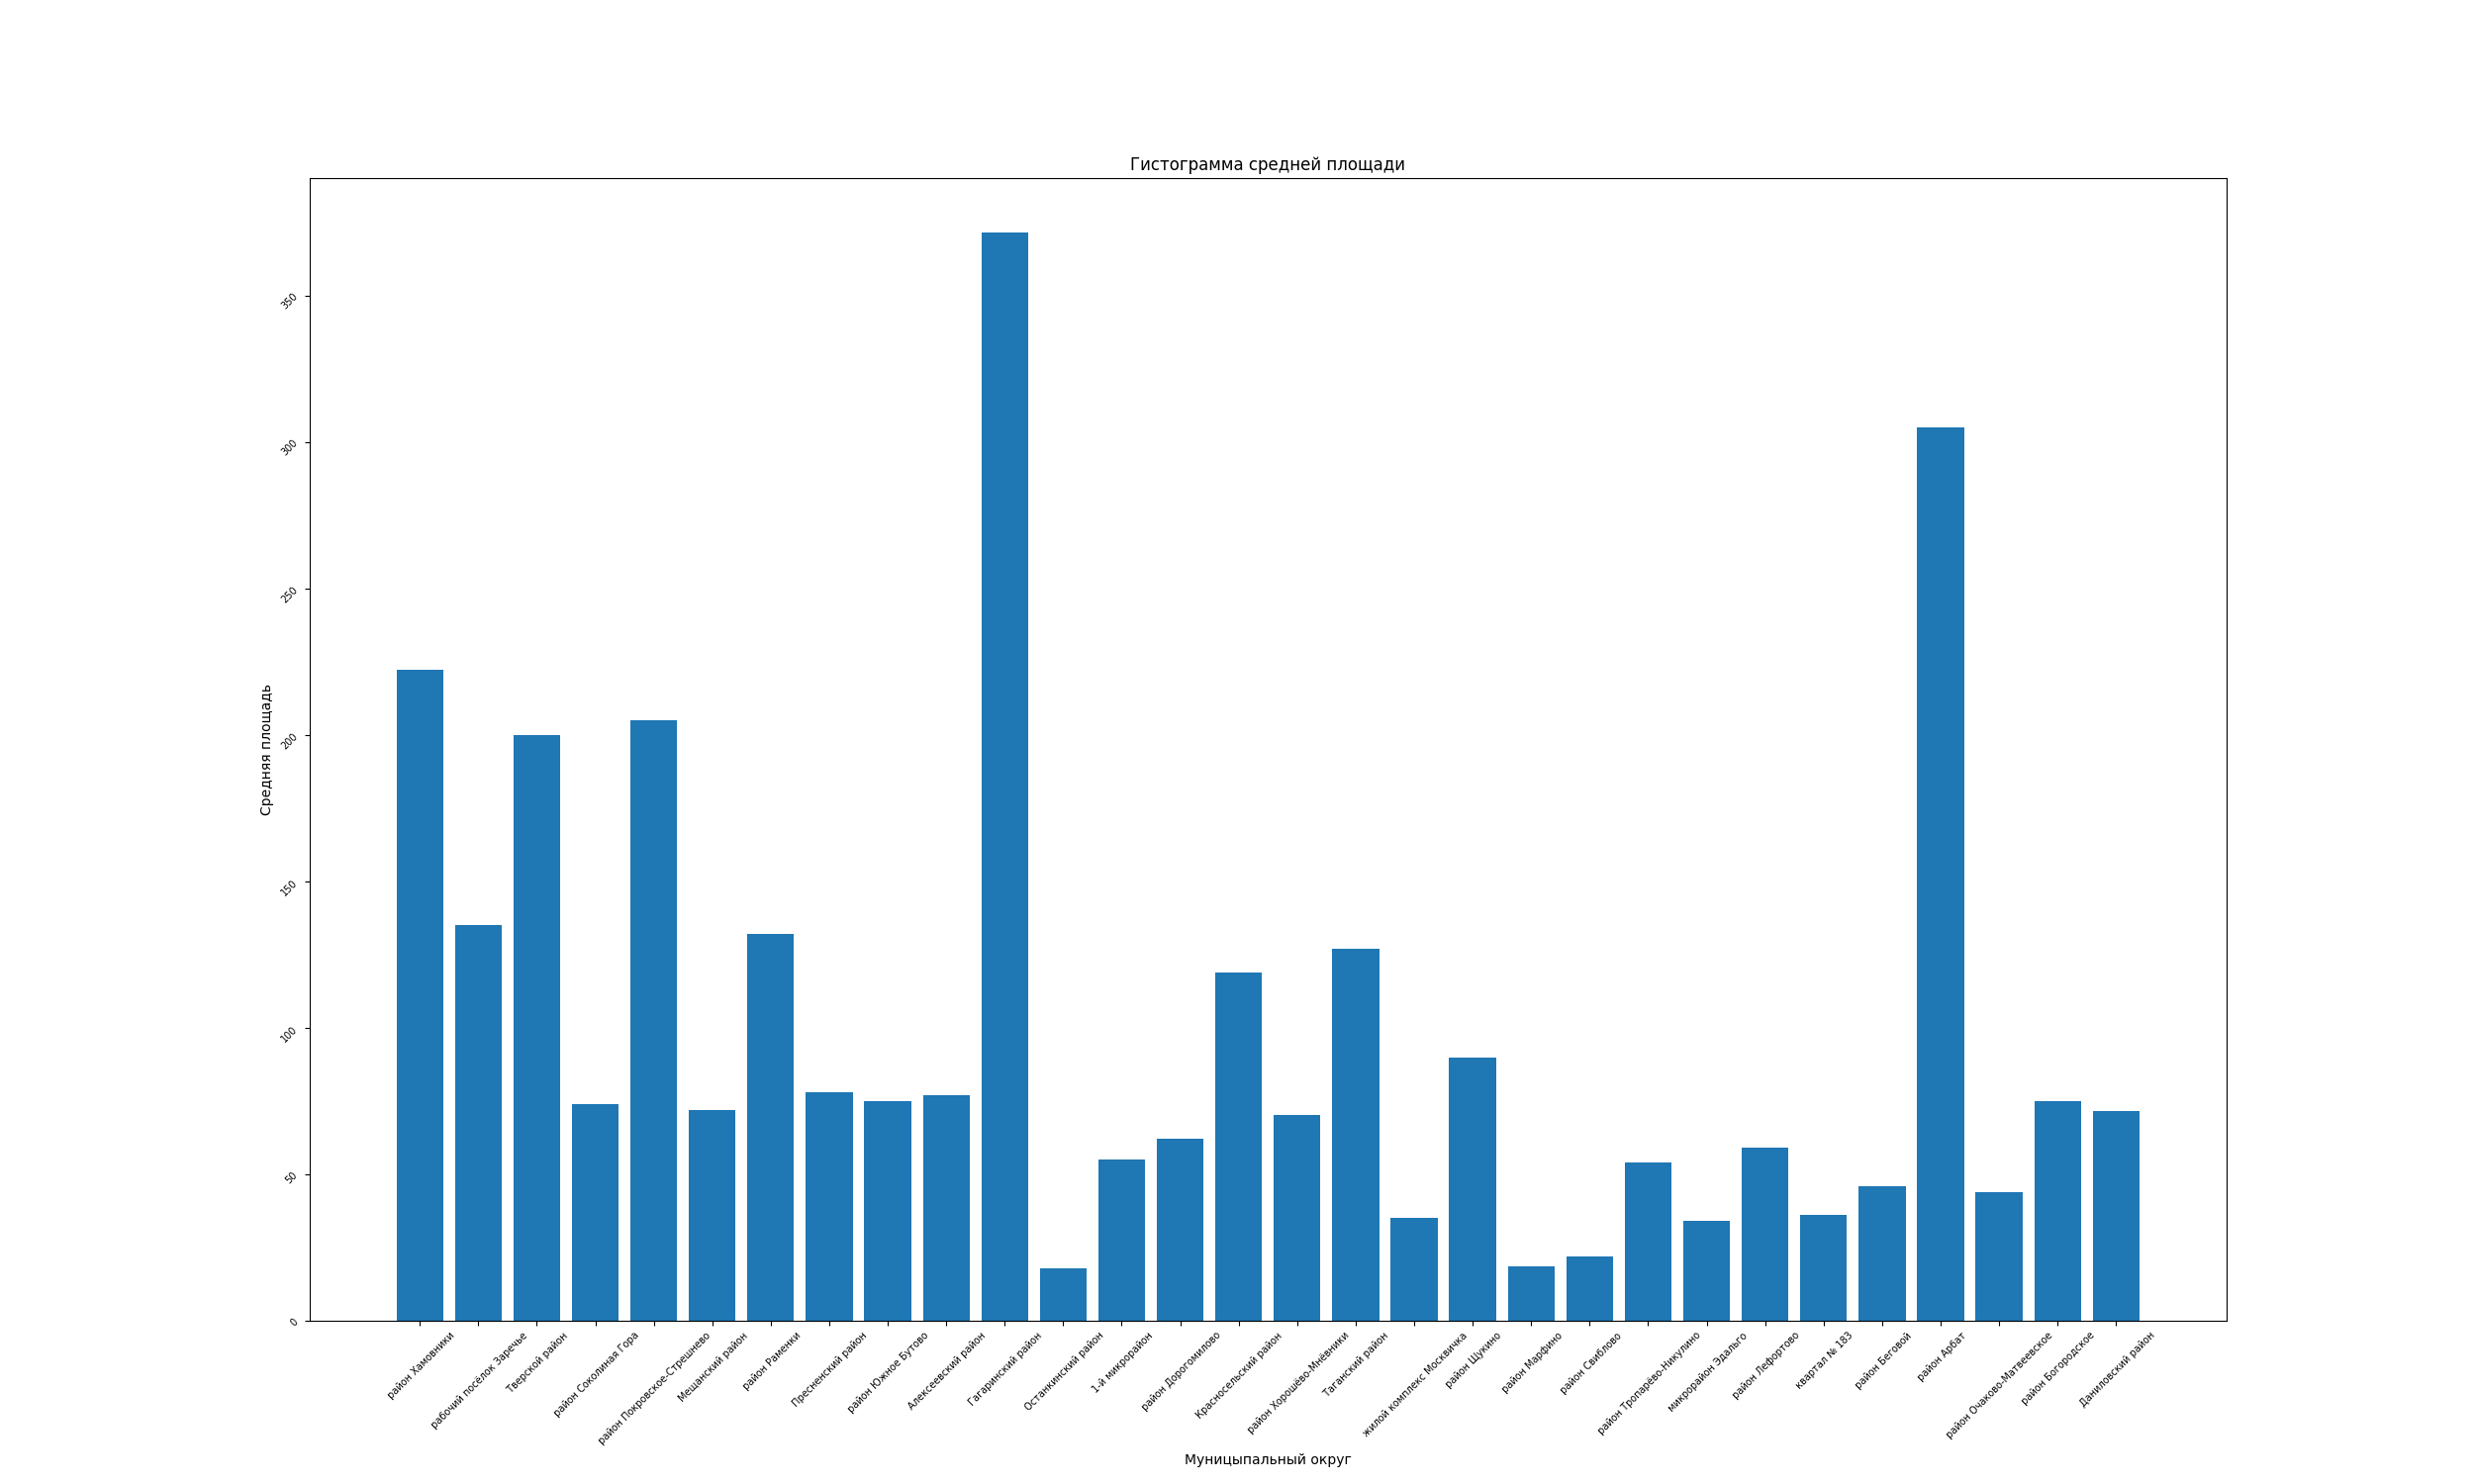 Гистограмма средней площади
Средняя площадь
350
300
250
200
150
100
50
0
район Хамовники
рабочий посёлок Заречье
Тверской район
район Соколиная Гора
район Покровское-Стрешнево
Мещанский район
район Раменки
Пресненский район
район Южное Бутово
Алексеевский район
Гагаринский район
Останкинский район
1-й микрорайон
район Дорогомилово
Красносельский район
район Хорошёво-Мнёвники
Таганский район
жилой комплекс Москвичка
район Щукино
район Марфино
район Свиблово
район Тропарёво-Никулино
микрорайон Эдальго
район Лефортово
квартал № 183
район Беговой
район Арбат
район Очаково-Матвеевское
район Богородское
Даниловский район
Муницыпальный округ